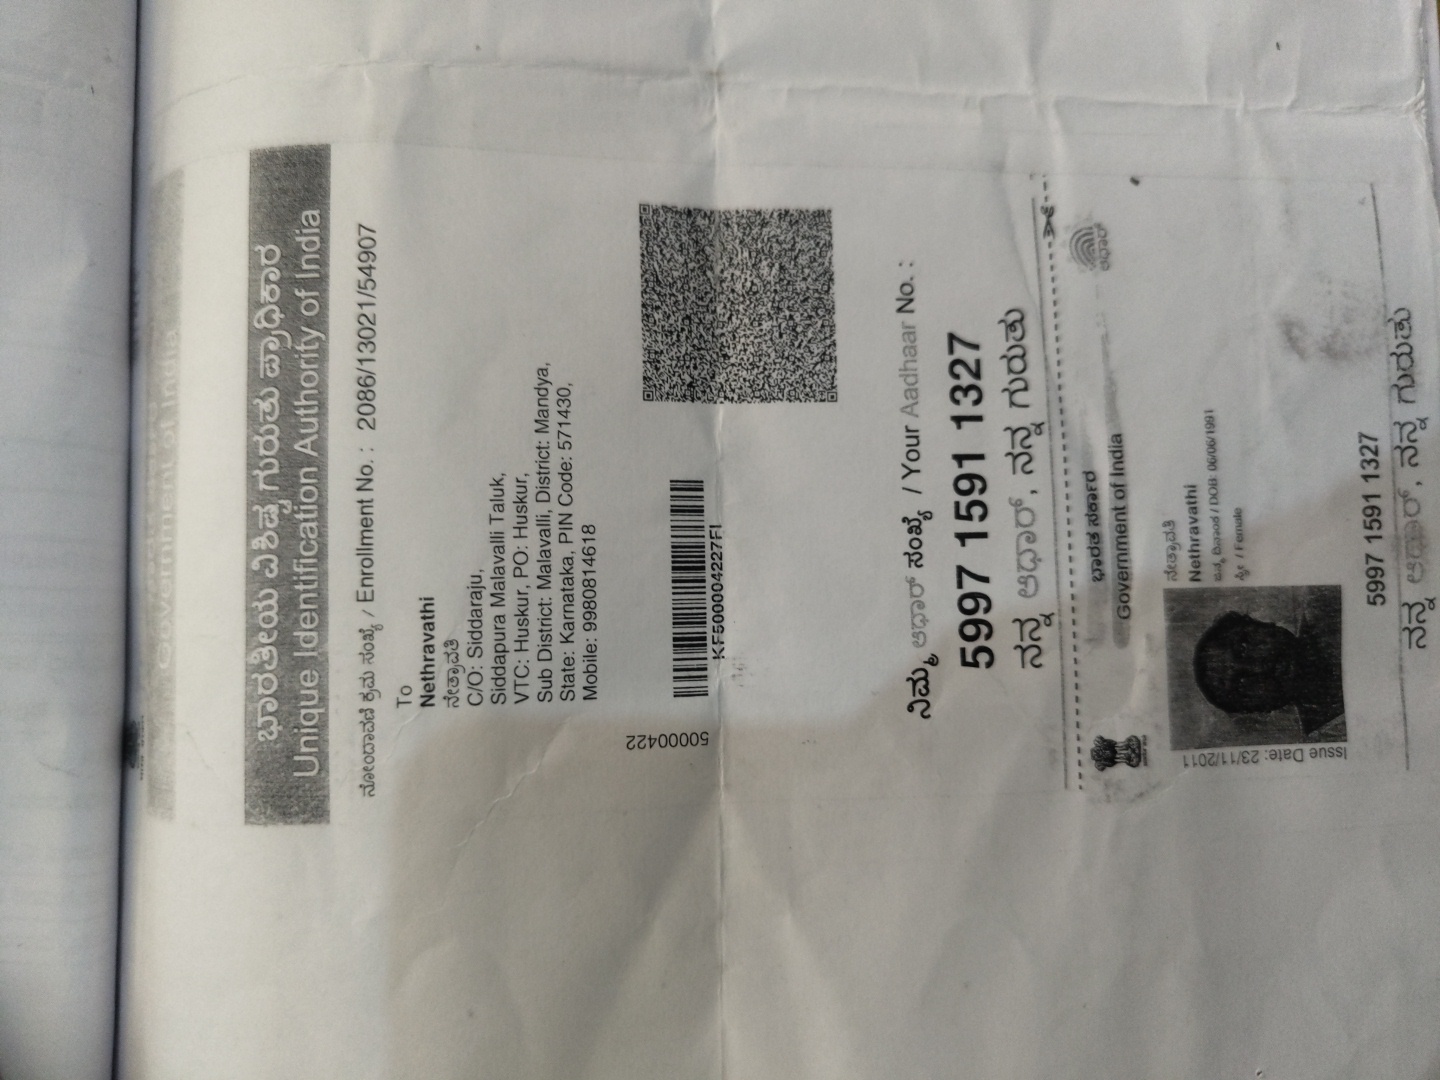 Government of India
ಭಾರತೀಯ ವಿಶಿಷ್ಟ ಗುರುತು ಪ್ರಾಧಿಕಾರ
Unique Identification Authority of India
ನೋಂದಾವಣೆ ಕ್ರಮ ಸಂಖ್ಯೆ / Enrollment No. : 2086/13021/54907
To
Nethravathi
ನೇತ್ರಾವತಿ
C/O: Siddaraju,
Siddapura Malavalli Taluk,
VTC: Huskur, PO: Huskur,
Sub District: Malavalli, District: Mandya,
State: Karnataka, PIN Code: 571430,
Mobile: 9980814618
50000422
KF500004227FI
ನಿಮ್ಮ ಆಧಾರ್ ಸಂಖ್ಯೆ / Your Aadhaar No. :
5997 1591 1327
ನನ್ನ ಆಧಾರ್, ನನ್ನ ಗುರುತು
ಭಾರತ ಸರ್ಕಾರ
Government of India
ಆಧಾರ್
Issue Date: 23/11/2011
ನೇತ್ರಾವತಿ
Nethravathi
ಜನ್ಮ ದಿನಾಂಕ / DOB: 06/06/1991
ಸ್ತ್ರೀ / Female
5997 1591 1327
ನನ್ನ ಆಧಾರ್, ನನ್ನ ಗುರುತು